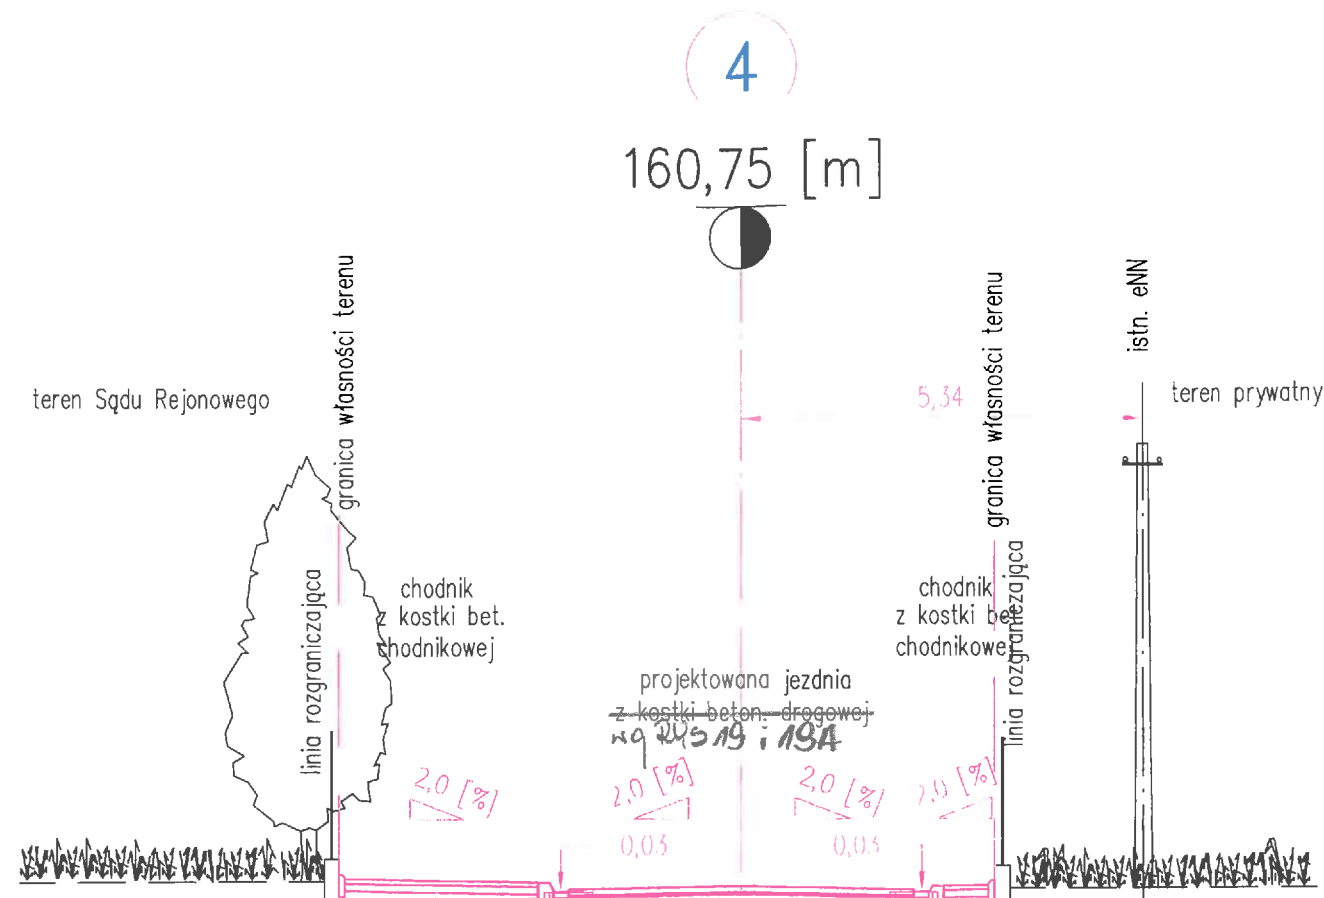 4
160,75 [m]
granica własności terenu
granica własności terenu
istn. eNN
teren Sądu Rejonowego
5,34
teren prywatny
linia rozgraniczająca
chodnik
z kostki bet.
chodnikowej
chodnik
z kostki bet.
chodnikowej
linia rozgraniczająca
projektowana jezdnia
z kostki beton. drogowej
wg RYS 19 i 19A
2,0 [%]
2,0 [%]
2,0 [%]
2,0 [%]
0,03
0,03